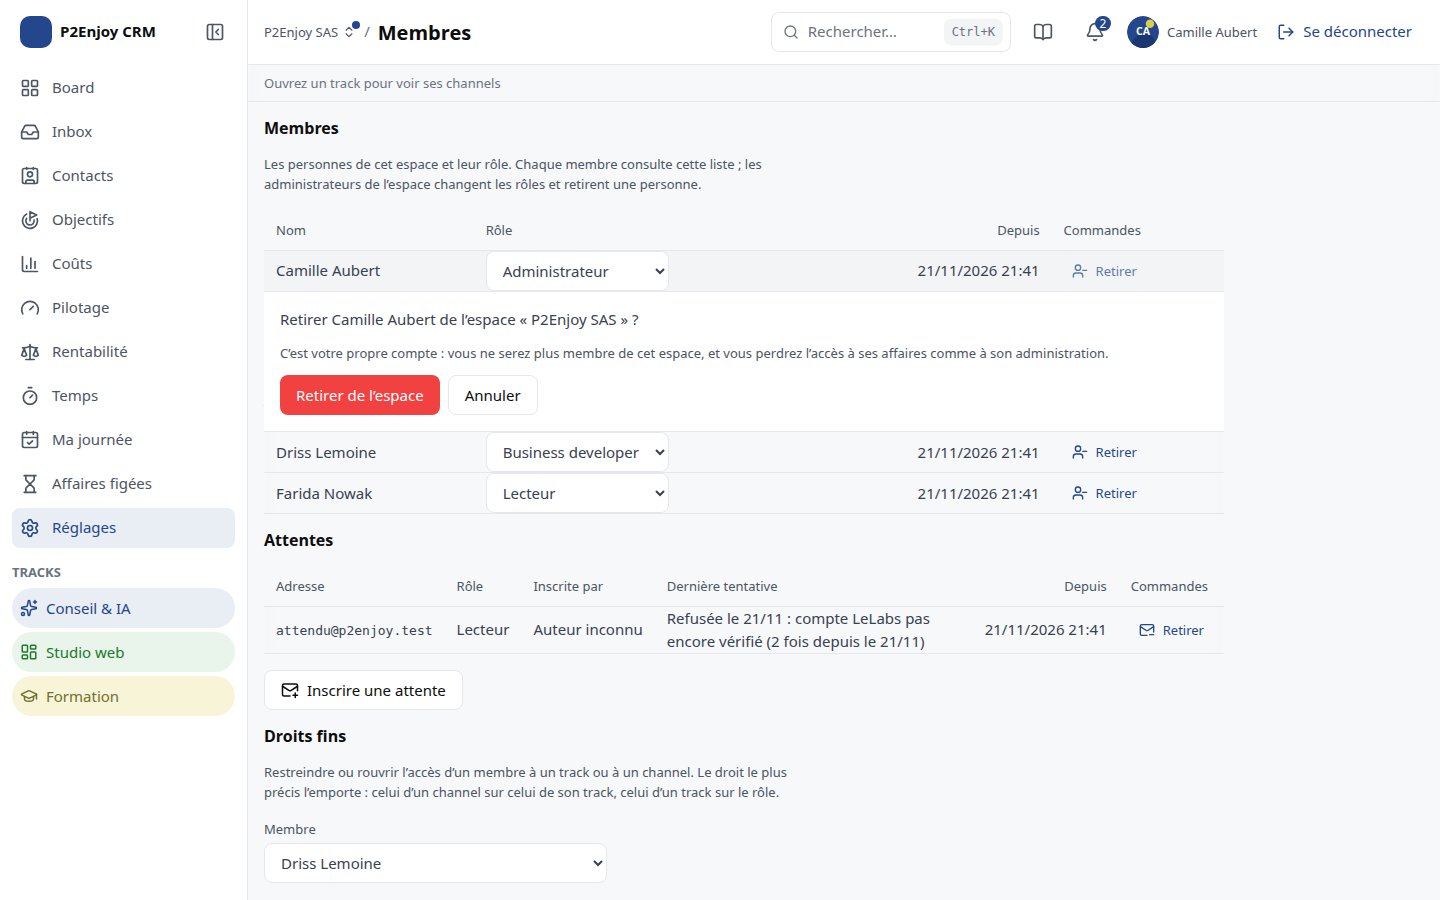 P2Enjoy CRM
Board
Inbox
Contacts
Objectifs
Coûts
Pilotage
Rentabilité
Temps
Ma journée
Affaires figées
Réglages
TRACKS
Conseil & IA
Studio web
Formation
P2Enjoy SAS / Membres
Rechercher... Ctrl+K
2
CA Camille Aubert
Se déconnecter
Ouvrez un track pour voir ses channels
Membres
Les personnes de cet espace et leur rôle. Chaque membre consulte cette liste ; les
administrateurs de l’espace changent les rôles et retirent une personne.
Nom Rôle Depuis Commandes
Camille Aubert Administrateur 21/11/2026 21:41 Retirer
Retirer Camille Aubert de l’espace « P2Enjoy SAS » ?
C’est votre propre compte : vous ne serez plus membre de cet espace, et vous perdrez l’accès à ses affaires comme à son administration.
Retirer de l’espace Annuler
Driss Lemoine Business developer 21/11/2026 21:41 Retirer
Farida Nowak Lecteur 21/11/2026 21:41 Retirer
Attentes
Adresse Rôle Inscrite par Dernière tentative Depuis Commandes
attendu@p2enjoy.test Lecteur Auteur inconnu Refusée le 21/11 : compte LeLabs pas
encore vérifié (2 fois depuis le 21/11) 21/11/2026 21:41 Retirer
Inscrire une attente
Droits fins
Restreindre ou rouvrir l’accès d’un membre à un track ou à un channel. Le droit le plus
précis l’emporte : celui d’un channel sur celui de son track, celui d’un track sur le rôle.
Membre
Driss Lemoine